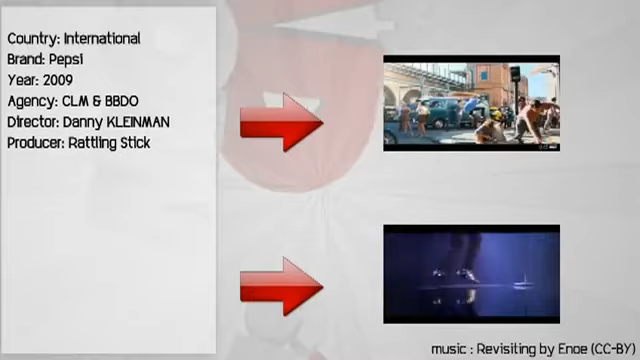 Country: International
Brand: Pepsi
Year: 2009
Agency: CLM & BBDO
Director: Danny KLEINMAN
Producer: Rattling Stick
music : Revisiting by Enoe (CC-BY)